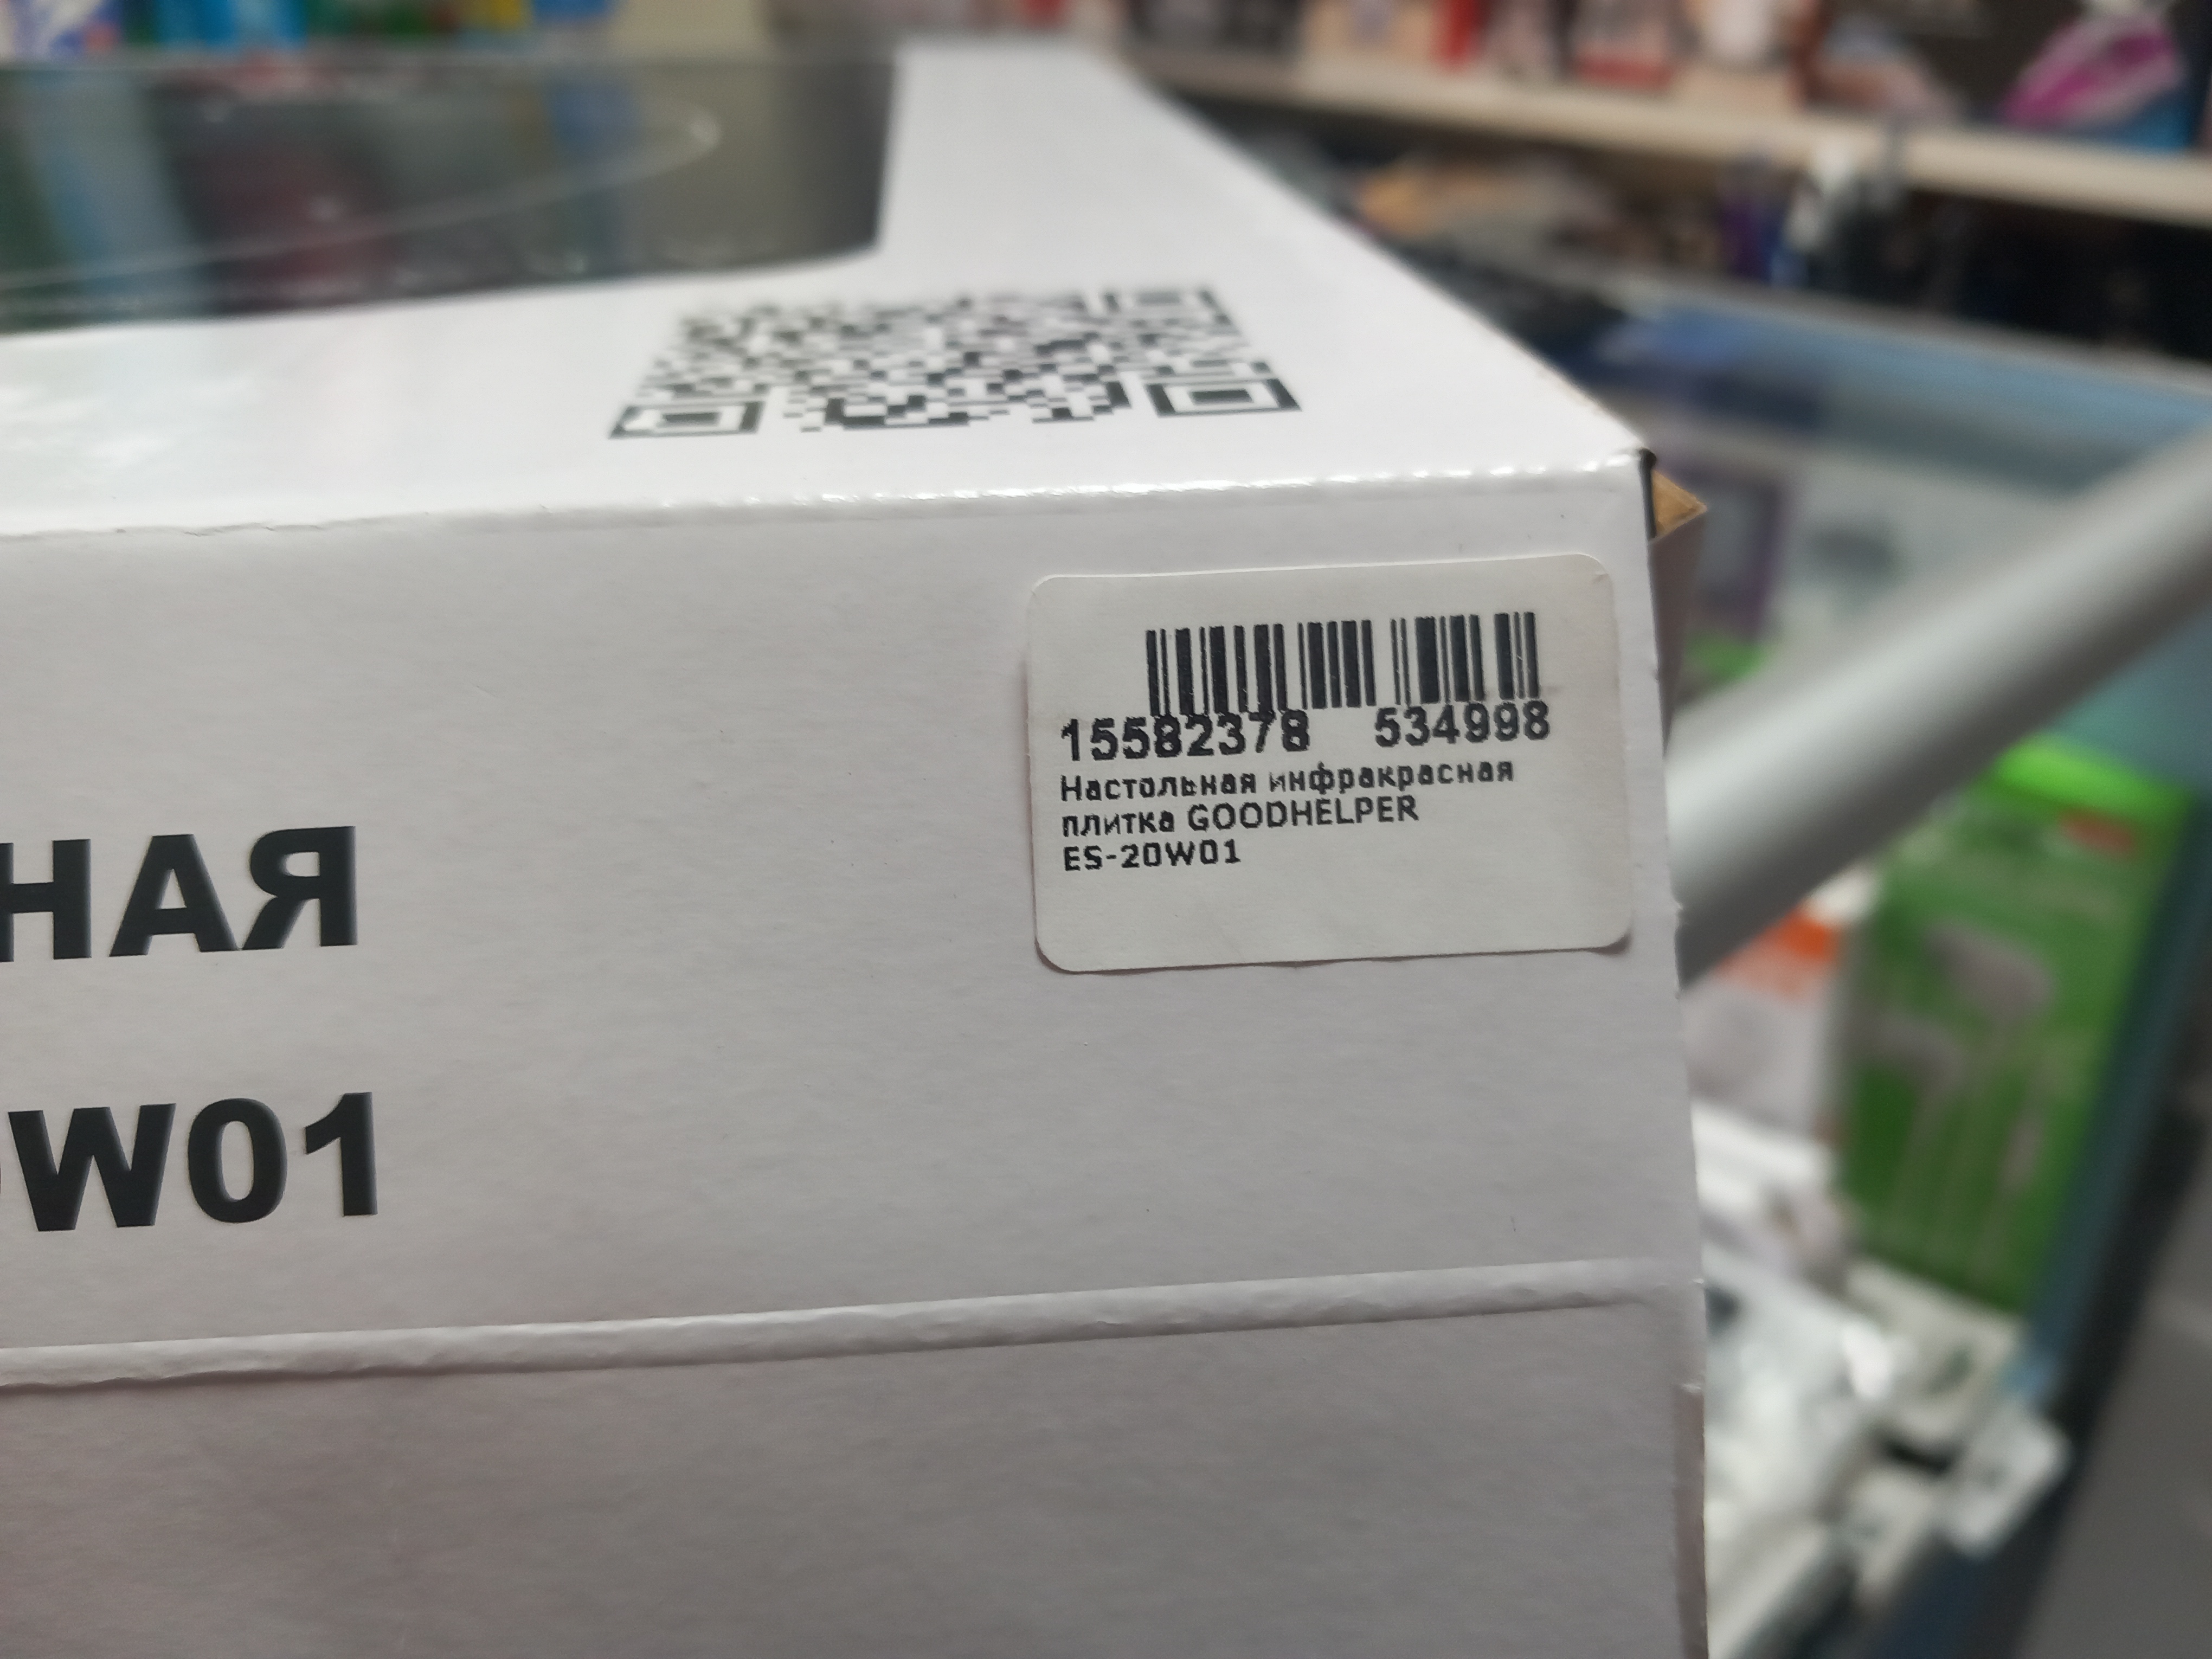 15582378 534998
Настольная инфракрасная
плитка GOODHELPER
ES-20W01
НАЯ
W01